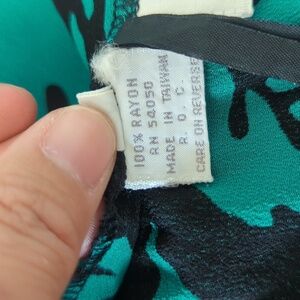 100% RAYON
RN 54050
MADE IN TAIWAN
R. O. C.
CARE ON REVERSE